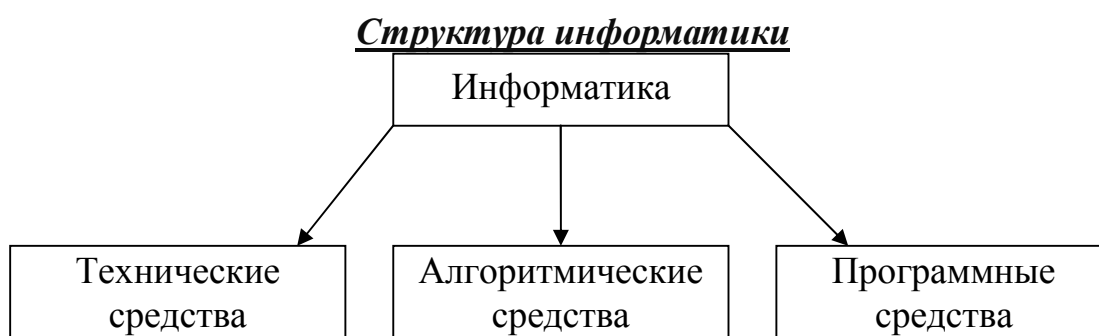 Структура информатики
Информатика
Технические
средства
Алгоритмические
средства
Программные
средства